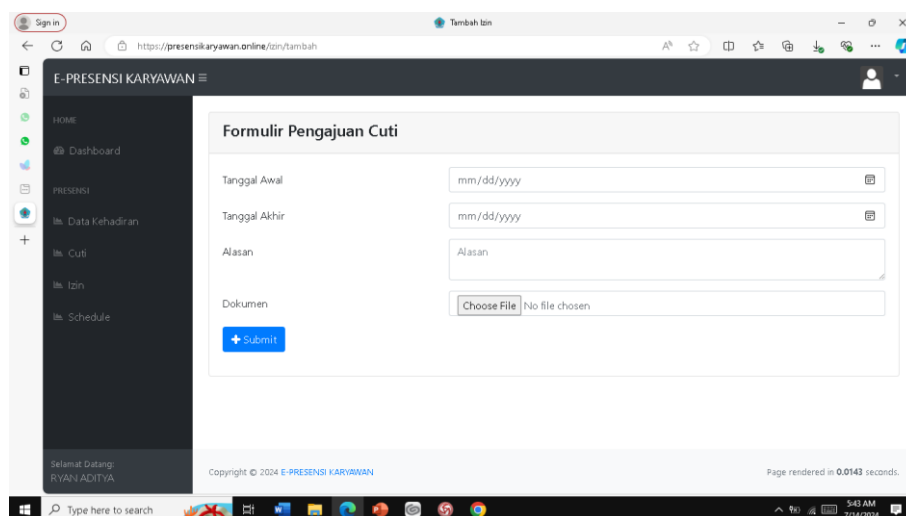 Sign in
Tambah Izin
https://presensikaryawan.online/izin/tambah
E-PRESENSI KARYAWAN
HOME
Dashboard
PRESENSI
Data Kehadiran
Cuti
Izin
Schedule
Formulir Pengajuan Cuti
Tanggal Awal mm/dd/yyyy
Tanggal Akhir mm/dd/yyyy
Alasan Alasan
Dokumen Choose File No file chosen
Submit
Selamat Datang:
RYAN ADITYA
Copyright © 2024 E-PRESENSI KARYAWAN Page rendered in 0.0143 seconds.
Type here to search
5:43 AM
7/14/2024